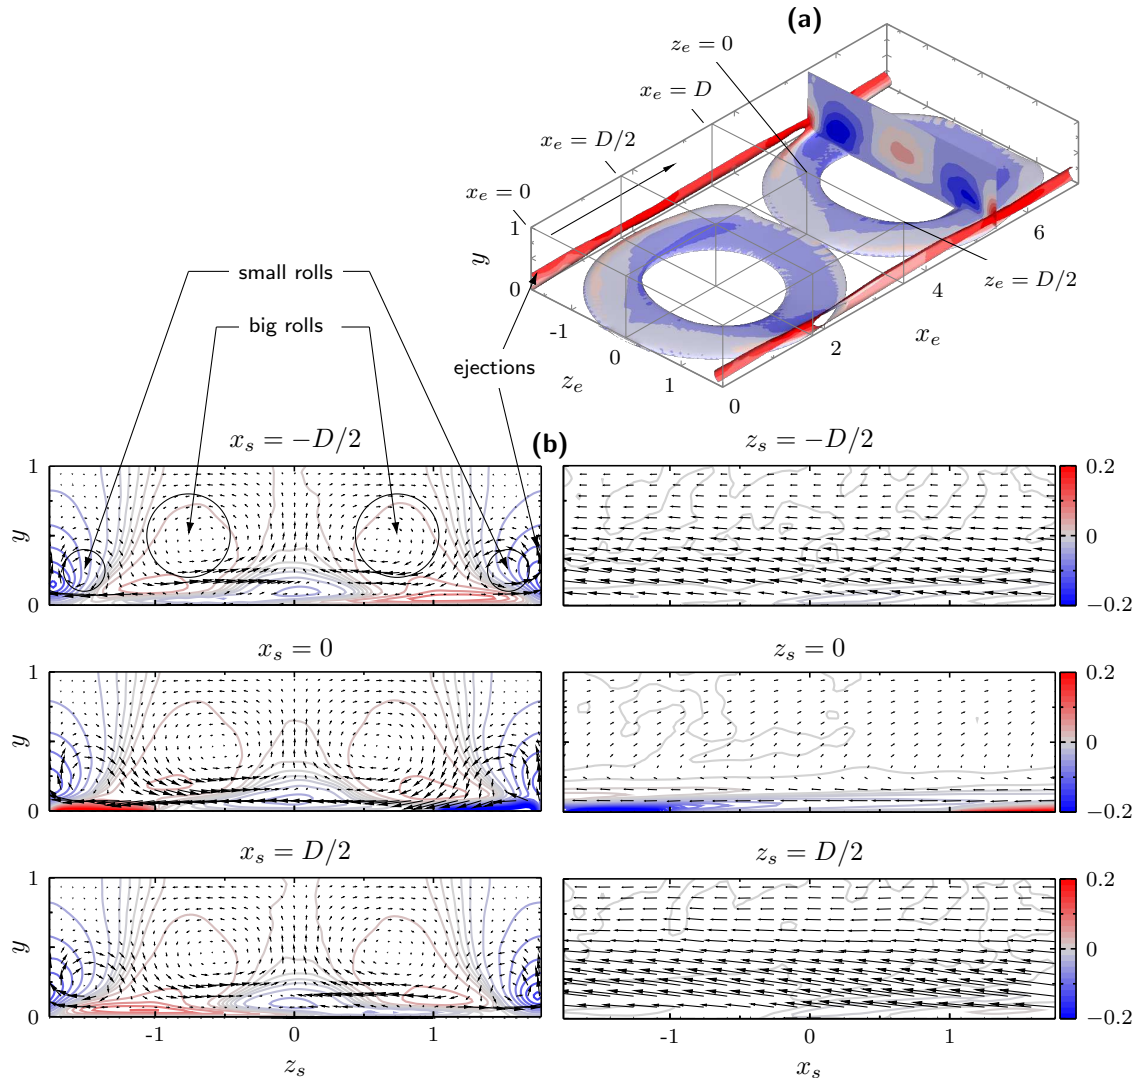 (a)
z_e = 0
x_e = D
x_e = D/2
x_e = 0
1
y
0
-1
0
1
z_e
0
2
4
6
x_e
z_e = D/2
small rolls
big rolls
ejections
(b)
x_s = −D/2
z_s = −D/2
1
y
0
0.2
0
−0.2
x_s = 0
z_s = 0
1
y
0
0.2
0
−0.2
x_s = D/2
z_s = D/2
1
y
0
0.2
0
−0.2
-1
0
1
z_s
-1
0
1
x_s